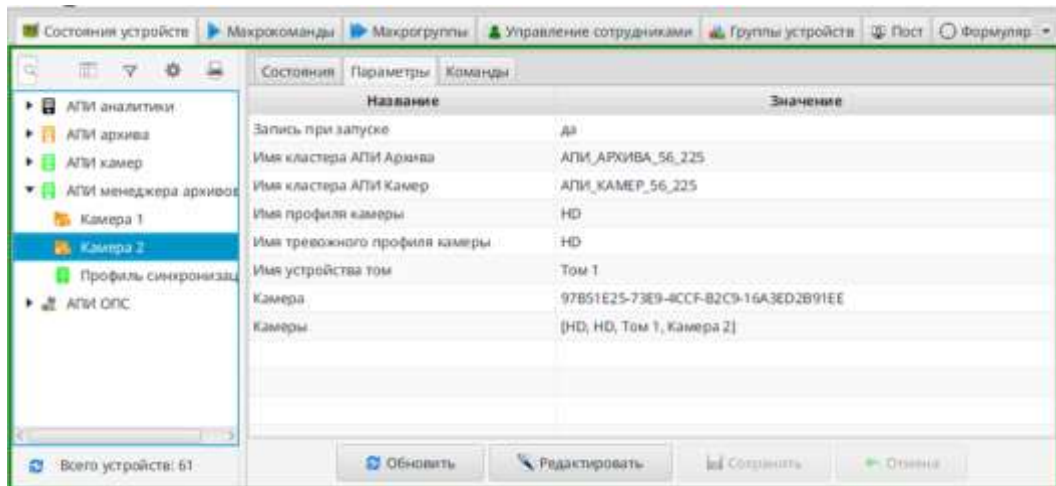 Состояния устройств Макрокоманды Макрогруппы Управление сотрудниками Группы устройств Пост Формуляр
Состояния Параметры Команды
АПИ аналитики
АПИ архива
АПИ камер
АПИ менеджера архивов
Камера 1
Камера 2
Профиль синхронизац
АПИ ОПС
Название Значение
Запись при запуске да
Имя кластера АПИ Архива АПИ_АРХИВА_56_225
Имя кластера АПИ Камер АПИ_КАМЕР_56_225
Имя профиля камеры HD
Имя тревожного профиля камеры HD
Имя устройства том Том 1
Камера 97B51E25-73E9-4CCF-B2C9-16A3ED2B91EE
Камеры [HD, HD, Том 1, Камера 2]
Всего устройств: 61
Обновить Редактировать Сохранить Отмена